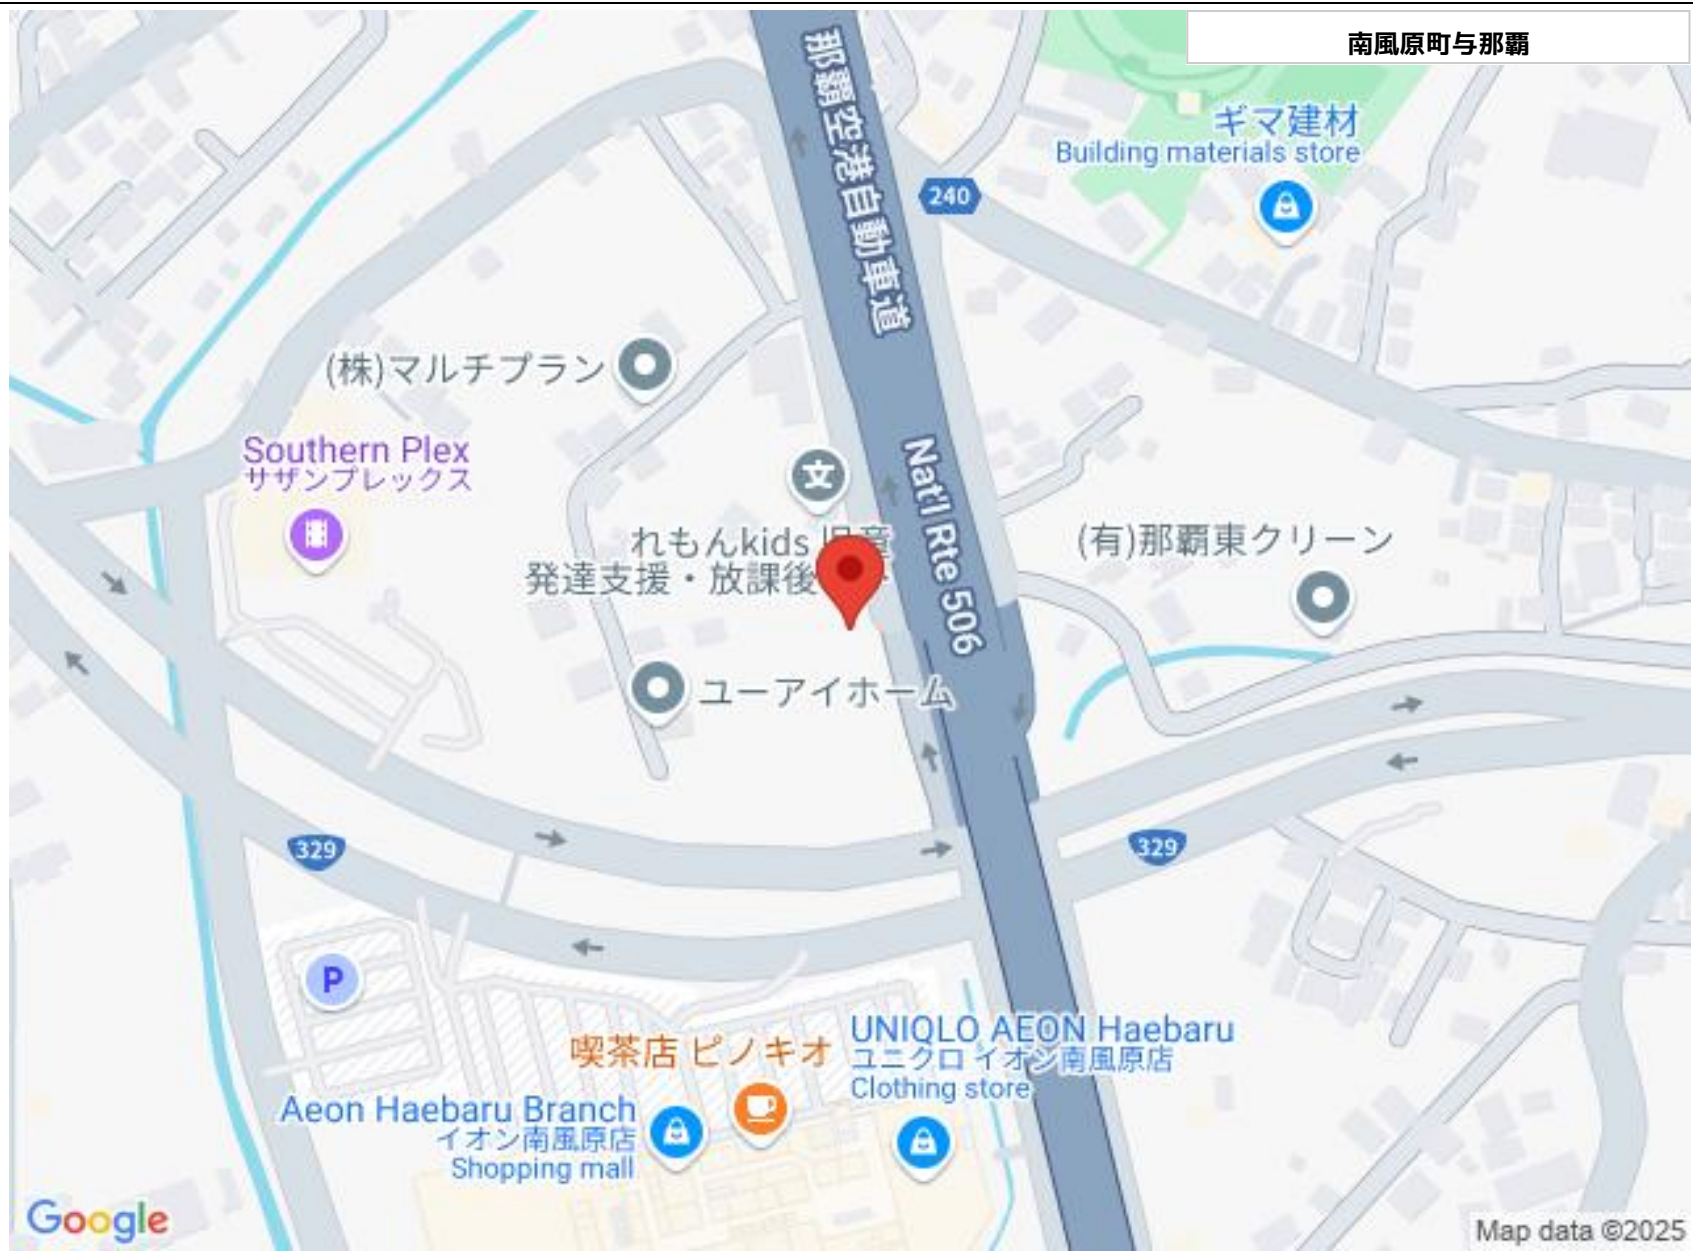 南風原町与那覇
那覇空港自動車道
ギマ建材
Building materials store
240
(株)マルチプラン
Southern Plex
サザンプレックス
Nat'l Rte 506
文
れもんkids 児童
発達支援・放課後
(有)那覇東クリーン
ユーアイホーム
329
329
P
喫茶店 ピノキオ
UNIQLO AEON Haebaru
ユニクロ イオン南風原店
Clothing store
Aeon Haebaru Branch
イオン南風原店
Shopping mall
Google
Map data ©2025